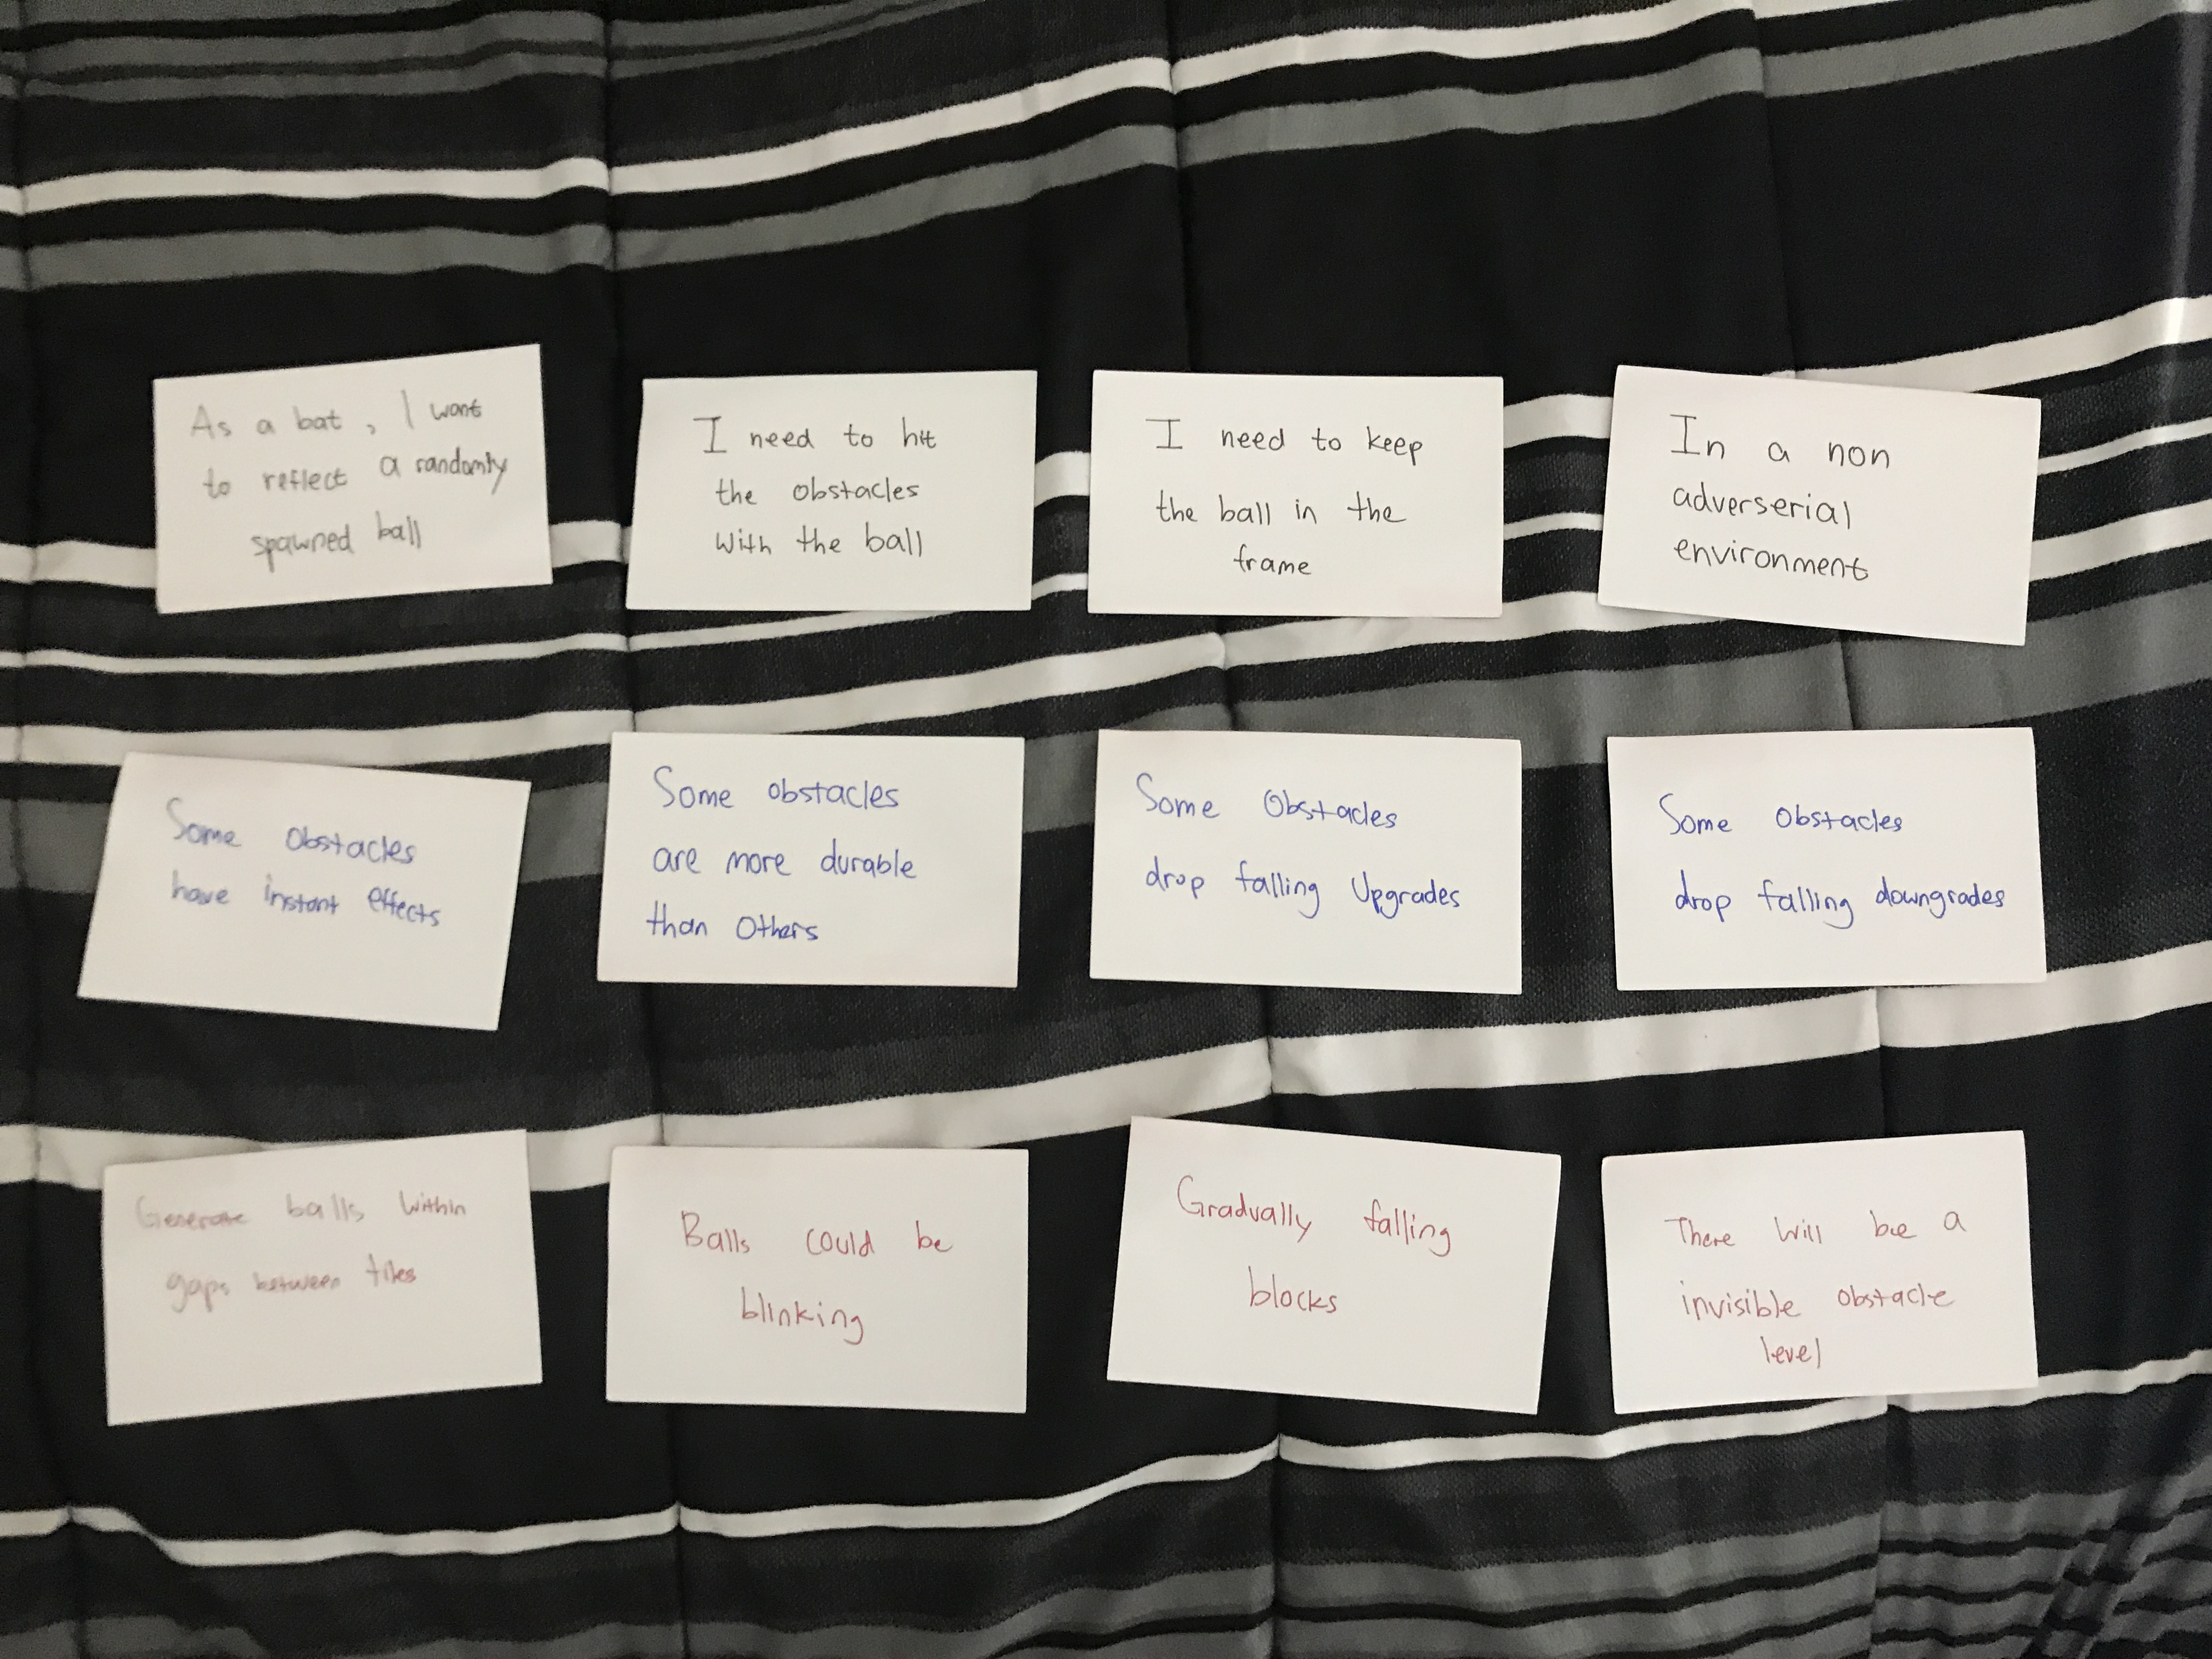 As a bat, I want
to reflect a randomly
spawned ball
I need to hit
the obstacles
with the ball
I need to keep
the ball in the
frame
In a non
adverserial
environment
Some obstacles
have instant effects
Some obstacles
are more durable
than others
Some Obstacles
drop falling Upgrades
Some obstacles
drop falling downgrades
Generate balls within
gaps between tiles
Balls could be
blinking
Gradually falling
blocks
There will be a
invisible obstacle
level